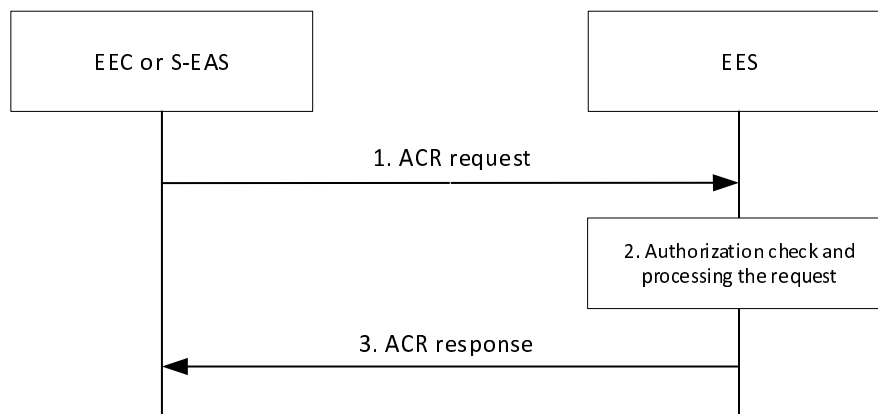 EEC or S-EAS
EES
1. ACR request
2. Authorization check and
processing the request
3. ACR response